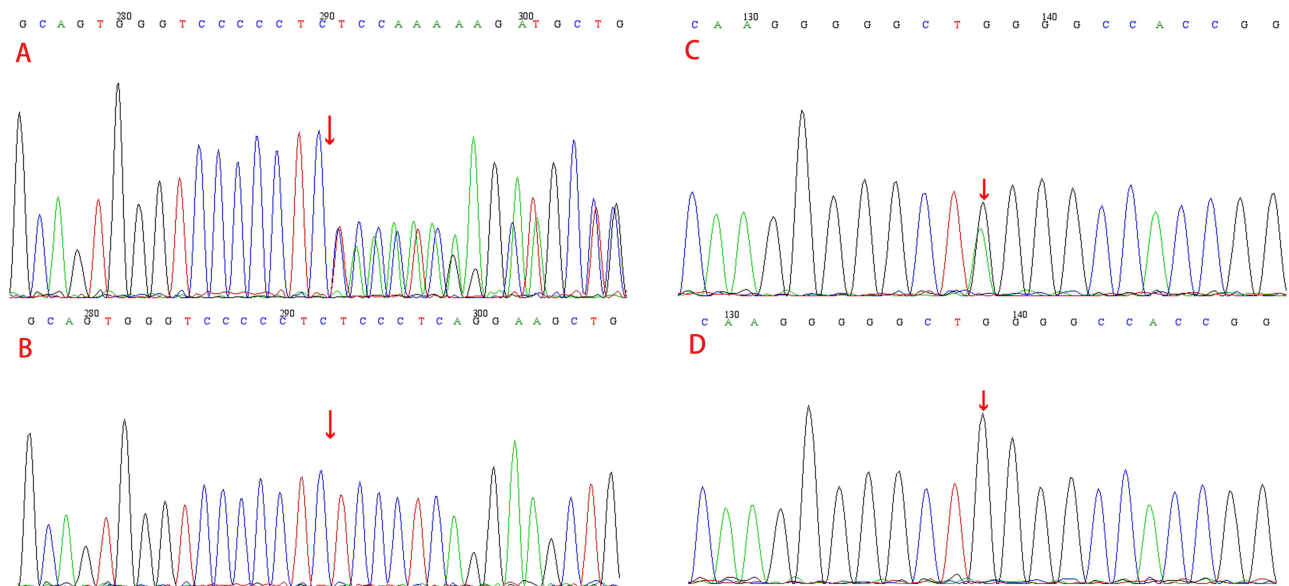 280 290 300
G C A G T G G G T C C C C C T C T C C A A A A A G A T G C T G
A
280 290 300
G C A G T G G G T C C C C C T C T C C C T C A G G A A G C T G
B
130 140
C A A G G G G G C T G G G G C C A C C G G
C
130 140
C A A G G G G G C T G G G G C C A C C G G
D